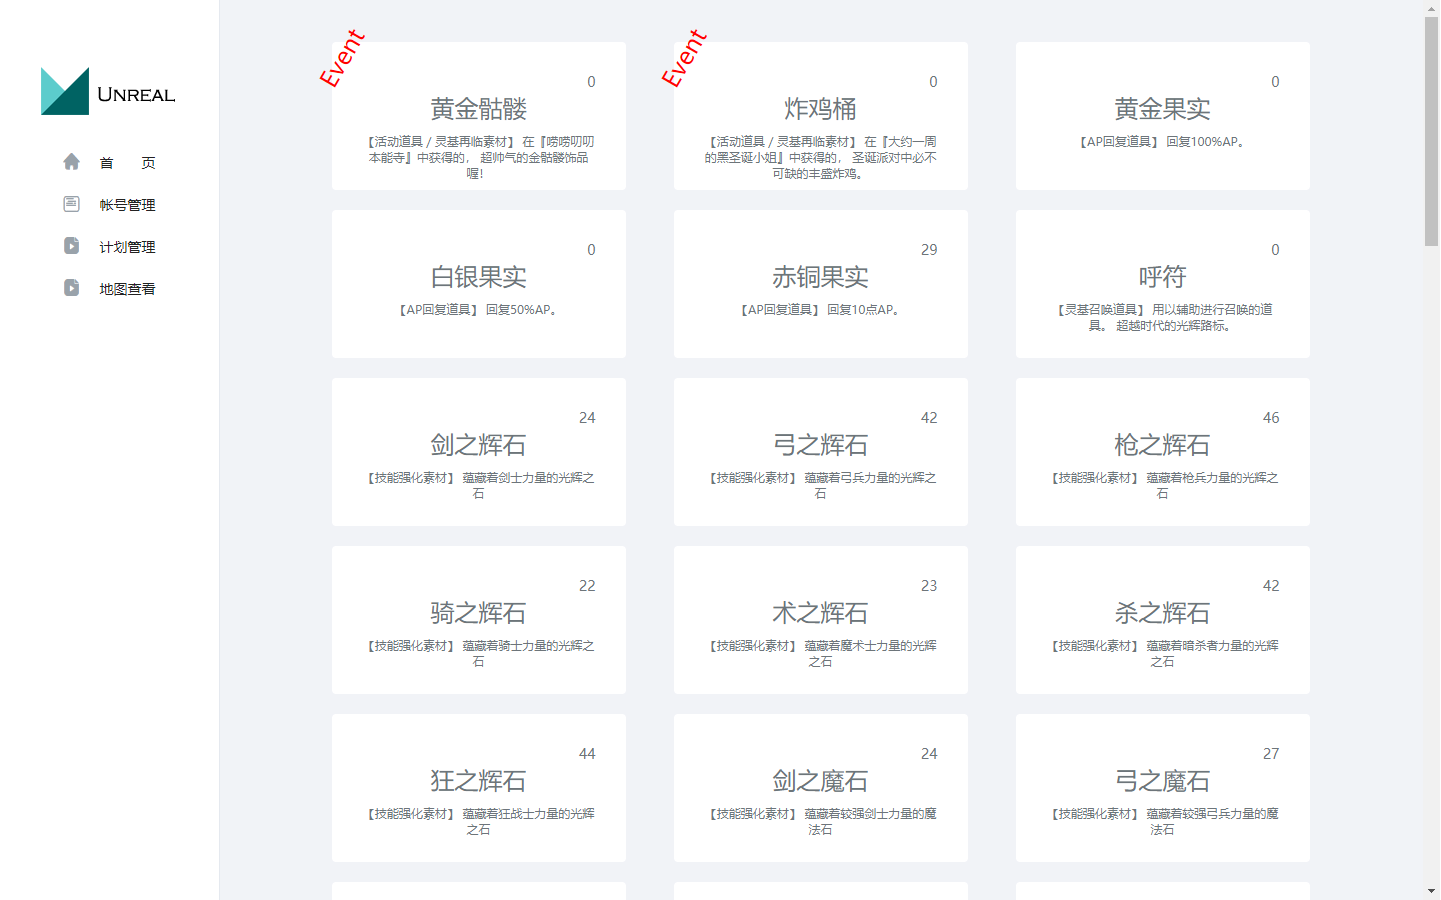 UNREAL
首 页
帐号管理
计划管理
地图查看
Event
0
黄金骷髅
【活动道具 / 灵基再临素材】 在『唠唠叨叨
本能寺』中获得的， 超帅气的金骷髅饰品
喔！
Event
0
炸鸡桶
【活动道具 / 灵基再临素材】 在『大约一周
的黑圣诞小姐』中获得的， 圣诞派对中必不
可缺的丰盛炸鸡。
0
黄金果实
【AP回复道具】 回复100%AP。
0
白银果实
【AP回复道具】 回复50%AP。
29
赤铜果实
【AP回复道具】 回复10点AP。
0
呼符
【灵基召唤道具】 用以辅助进行召唤的道
具。 超越时代的光辉路标。
24
剑之辉石
【技能强化素材】 蕴藏着剑士力量的光辉之
石
42
弓之辉石
【技能强化素材】 蕴藏着弓兵力量的光辉之
石
46
枪之辉石
【技能强化素材】 蕴藏着枪兵力量的光辉之
石
22
骑之辉石
【技能强化素材】 蕴藏着骑士力量的光辉之
石
23
术之辉石
【技能强化素材】 蕴藏着魔术士力量的光辉
之石
42
杀之辉石
【技能强化素材】 蕴藏着暗杀者力量的光辉
之石
44
狂之辉石
【技能强化素材】 蕴藏着狂战士力量的光辉
之石
24
剑之魔石
【技能强化素材】 蕴藏着较强剑士力量的魔
法石
27
弓之魔石
【技能强化素材】 蕴藏着较强弓兵力量的魔
法石